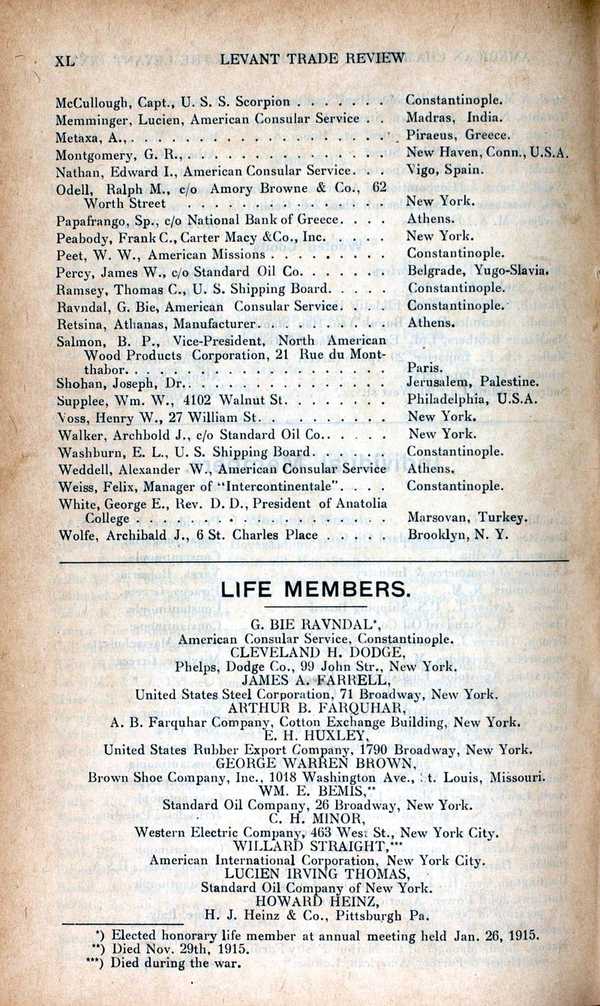 XL LEVANT TRADE REVIEW
McCullough, Capt., U. S. S. Scorpion . . . . . . Constantinople.
Memminger, Lucien, American Consular Service . . Madras, India.
Metaxa, A., . . . . . . . . . . . . . . . . . . Piraeus, Greece.
Montgomery, G. R., . . . . . . . . . . . . . . New Haven, Conn., U.S.A.
Nathan, Edward I., American Consular Service. . . Vigo, Spain.
Odell, Ralph M., c/o Amory Browne & Co., 62
Worth Street . . . . . . . . . . . . . . New York.
Papafrango, Sp., c/o National Bank of Greece. . . . Athens.
Peabody, Frank C., Carter Macy &Co., Inc. . . . . New York.
Peet, W. W., American Missions . . . . . . . . Constantinople.
Percy, James W., c/o Standard Oil Co. . . . . . Belgrade, Yugo-Slavia.
Ramsey, Thomas C., U. S. Shipping Board. . . . . Constantinople.
Ravndal, G. Bie, American Consular Service. . . . Constantinople.
Retsina, Athanas, Manufacturer. . . . . . . . . Athens.
Salmon, B. P., Vice-President, North American
Wood Products Corporation, 21 Rue du Mont-
thabor. . . . . . . . . . . . . . . . . . Paris.
Shohan, Joseph, Dr. . . . . . . . . . . . . . . Jerusalem, Palestine.
Supplee, Wm. W., 4102 Walnut St. . . . . . . . Philadelphia, U.S.A.
Voss, Henry W., 27 William St. . . . . . . . . New York.
Walker, Archbold J., c/o Standard Oil Co. . . . . New York.
Washburn, E. L., U. S. Shipping Board. . . . . . Constantinople.
Weddell, Alexander W., American Consular Service Athens.
Weiss, Felix, Manager of "Intercontinentale". . . . Constantinople.
White, George E., Rev. D. D., President of Anatolia
College . . . . . . . . . . . . . . . . . Marsovan, Turkey.
Wolfe, Archibald J., 6 St. Charles Place . . . . . Brooklyn, N. Y.
LIFE MEMBERS.
G. BIE RAVNDAL*,
American Consular Service, Constantinople.
CLEVELAND H. DODGE,
Phelps, Dodge Co., 99 John Str., New York.
JAMES A. FARRELL,
United States Steel Corporation, 71 Broadway, New York.
ARTHUR B. FARQUHAR,
A. B. Farquhar Company, Cotton Exchange Building, New York.
E. H. HUXLEY,
United States Rubber Export Company, 1790 Broadway, New York.
GEORGE WARREN BROWN,
Brown Shoe Company, Inc., 1018 Washington Ave., t. Louis, Missouri.
WM. E. BEMIS,**
Standard Oil Company, 26 Broadway, New York.
C. H. MINOR,
Western Electric Company, 463 West St., New York City.
WILLARD STRAIGHT,***
American International Corporation, New York City.
LUCIEN IRVING THOMAS,
Standard Oil Company of New York.
HOWARD HEINZ,
H. J. Heinz & Co., Pittsburgh Pa.
*) Elected honorary life member at annual meeting held Jan. 26, 1915.
**) Died Nov. 29th, 1915.
***) Died during the war.